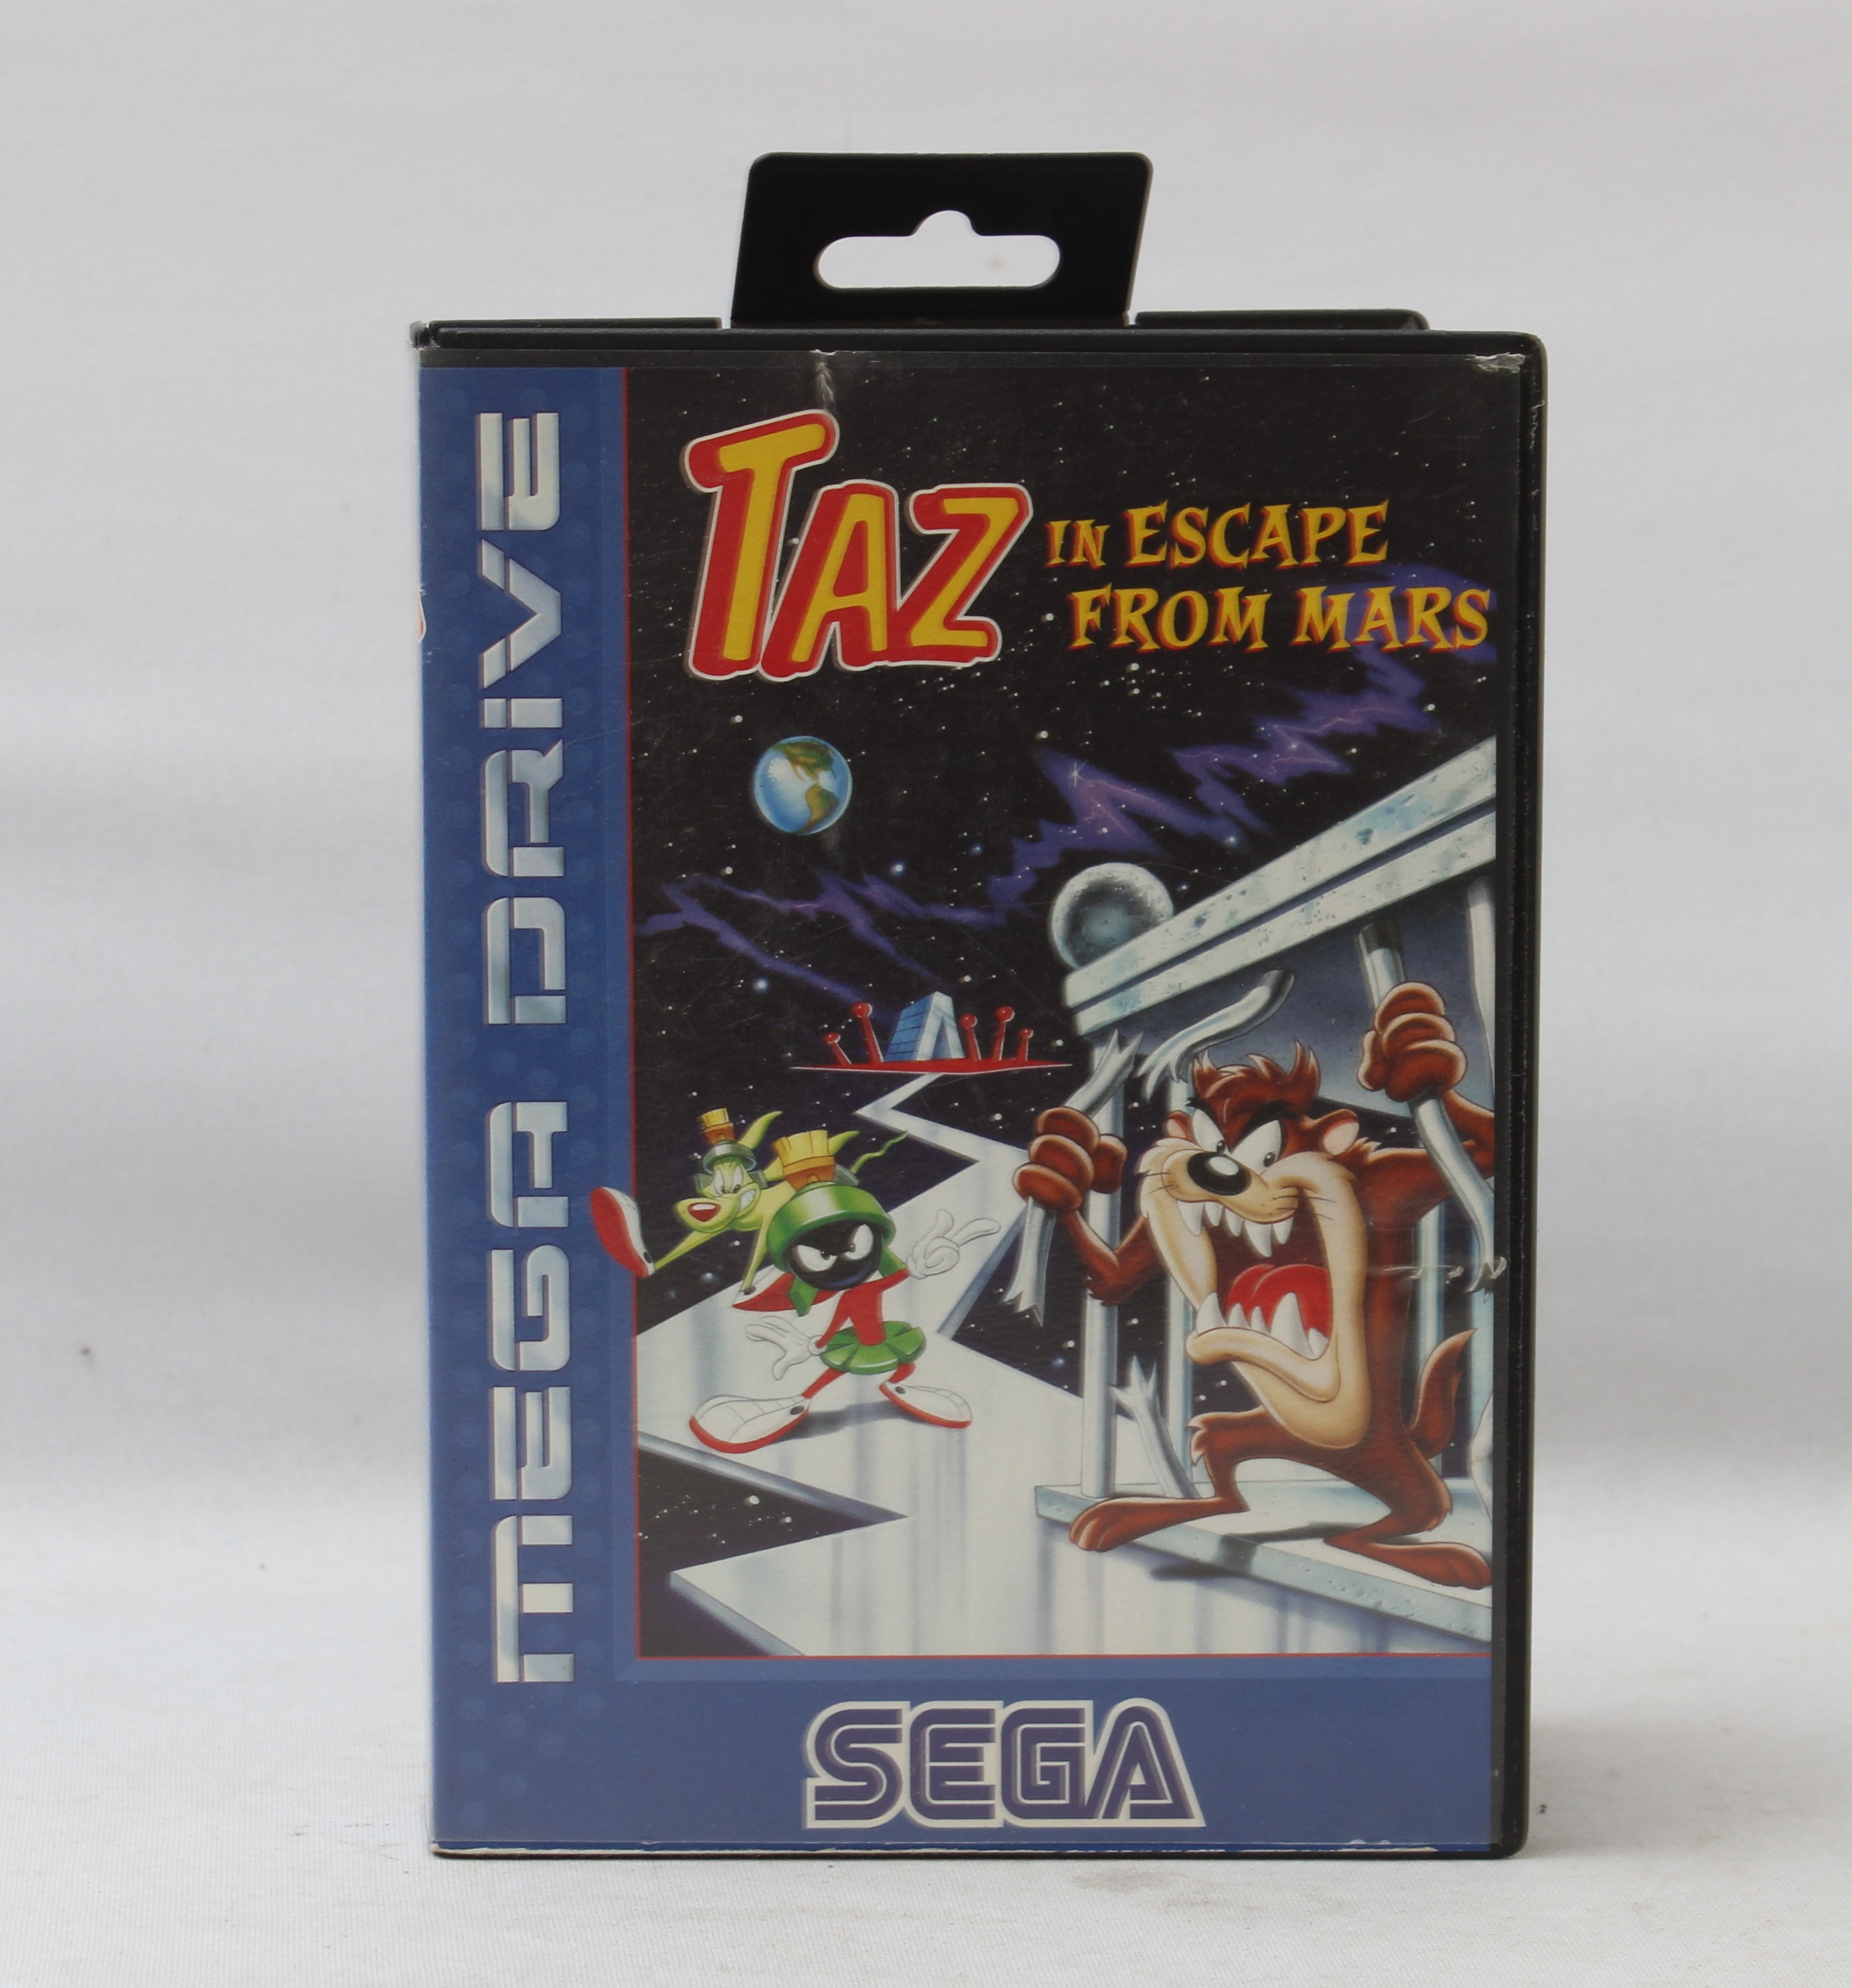 TAZ
IN ESCAPE
FROM MARS
MEGA DRIVE
SEGA